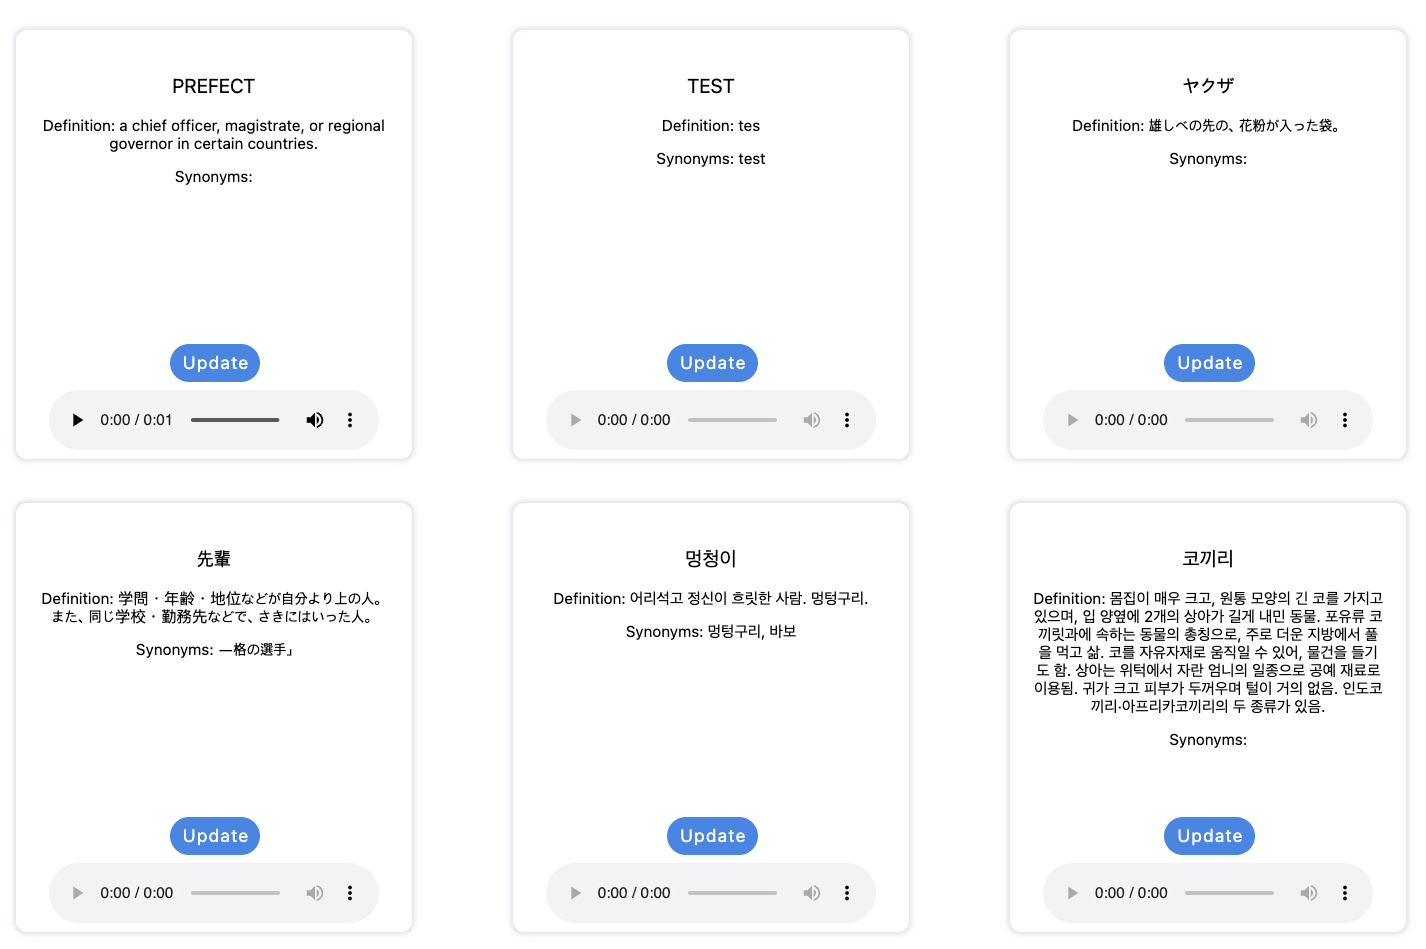 PREFECT
Definition: a chief officer, magistrate, or regional
governor in certain countries.
Synonyms:
Update
0:00 / 0:01
TEST
Definition: tes
Synonyms: test
Update
0:00 / 0:00
ヤクザ
Definition: 雄しべの先の、花粉が入った袋。
Synonyms:
Update
0:00 / 0:00
先輩
Definition: 学問・年齢・地位などが自分より上の人。
また、同じ学校・勤務先などで、さきにはいった人。
Synonyms: ―格の選手」
Update
0:00 / 0:00
멍청이
Definition: 어리석고 정신이 흐릿한 사람. 멍텅구리.
Synonyms: 멍텅구리, 바보
Update
0:00 / 0:00
코끼리
Definition: 몸집이 매우 크고, 원통 모양의 긴 코를 가지고
있으며, 입 양옆에 2개의 상아가 길게 내민 동물. 포유류 코
끼릿과에 속하는 동물의 총칭으로, 주로 더운 지방에서 풀
을 먹고 삶. 코를 자유자재로 움직일 수 있어, 물건을 들기
도 함. 상아는 위턱에서 자란 엄니의 일종으로 공예 재료로
이용됨. 귀가 크고 피부가 두꺼우며 털이 거의 없음. 인도코
끼리·아프리카코끼리의 두 종류가 있음.
Synonyms:
Update
0:00 / 0:00